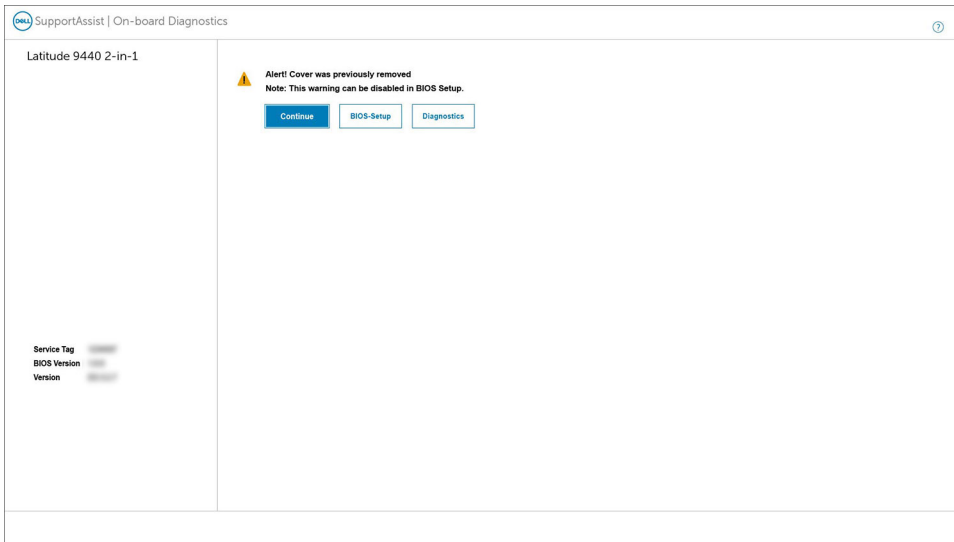 DELL SupportAssist | On-board Diagnostics
?
Latitude 9440 2-in-1
Alert! Cover was previously removed
Note: This warning can be disabled in BIOS Setup.
Continue BIOS-Setup Diagnostics
Service Tag
BIOS Version
Version